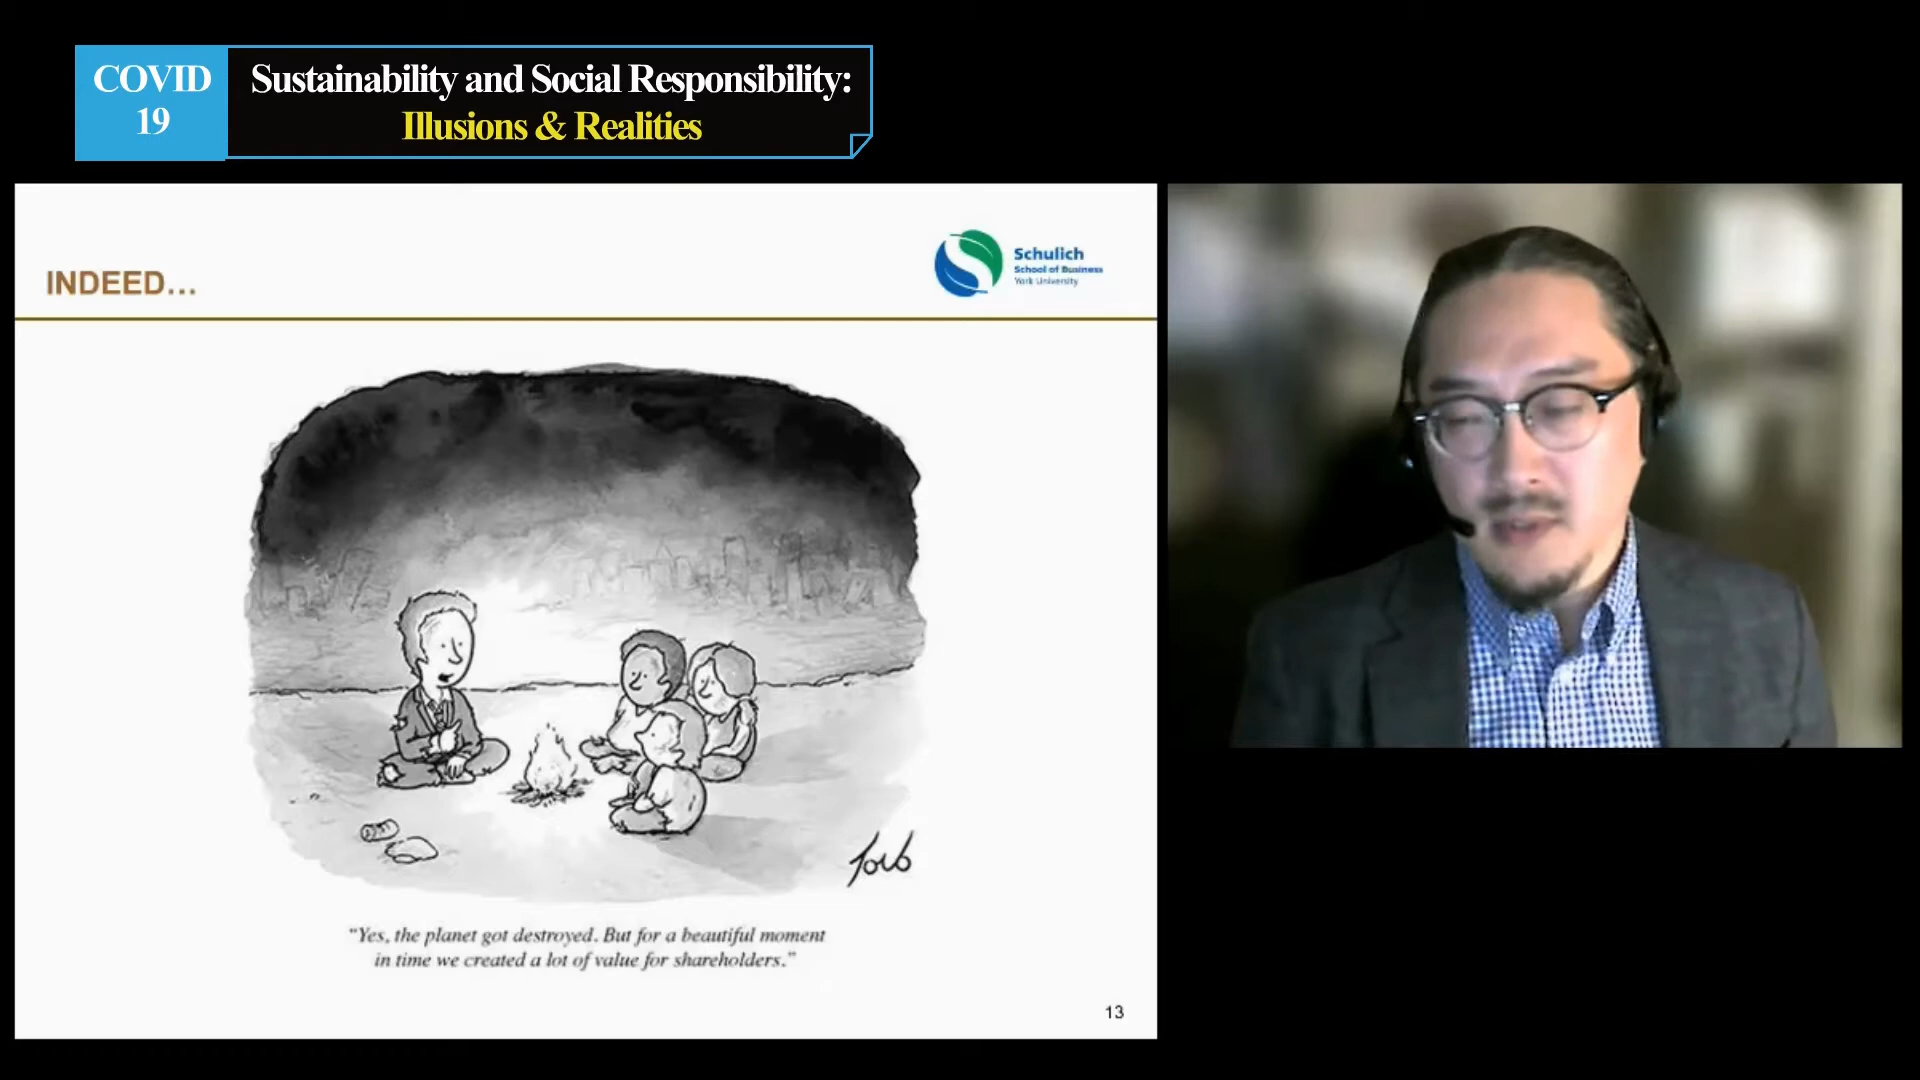 COVID
19
Sustainability and Social Responsibility:
Illusions & Realities
INDEED...
Schulich
School of Business
York University
Toro
"Yes, the planet got destroyed. But for a beautiful moment
in time we created a lot of value for shareholders."
13